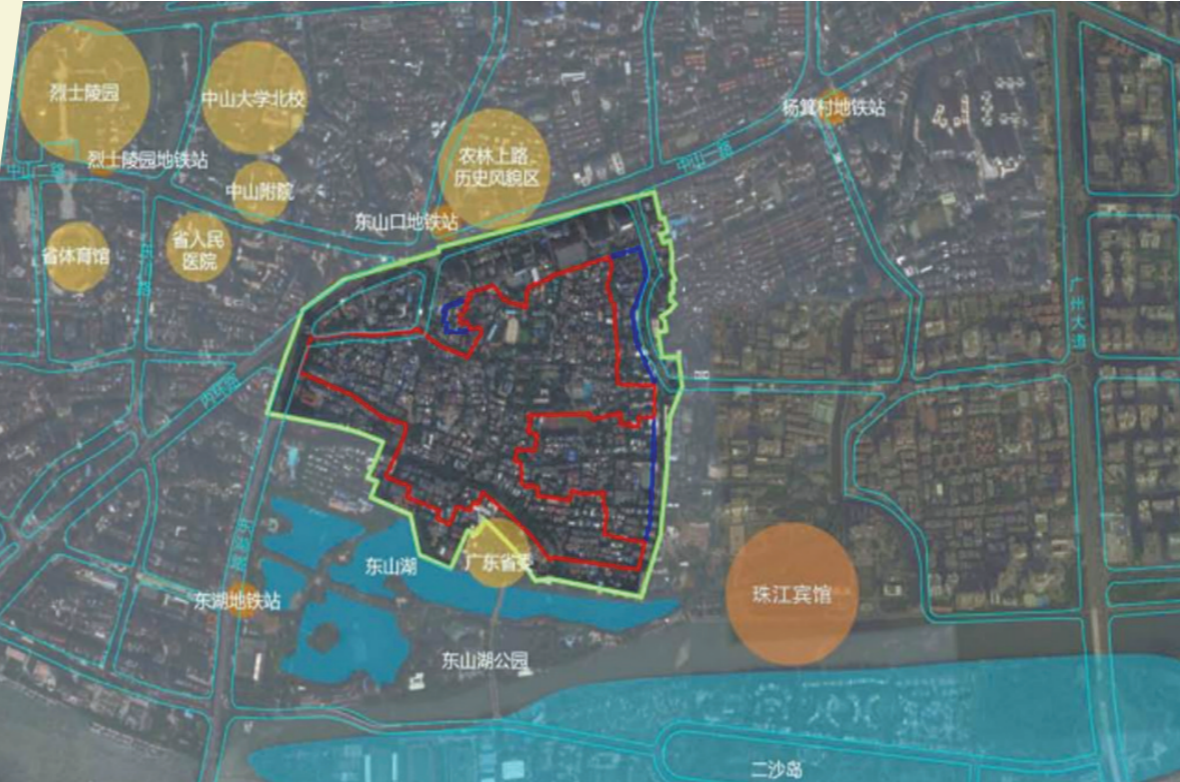 烈士陵园
中山大学北校
杨箕村地铁站
农林上路
历史风貌区
中山一路
烈士陵园地铁站
中山附院
东山口地铁站
省人民
医院
省体育馆
广州大道
东湖地铁站
东山湖
广东省委
珠江宾馆
东山湖公园
二沙岛